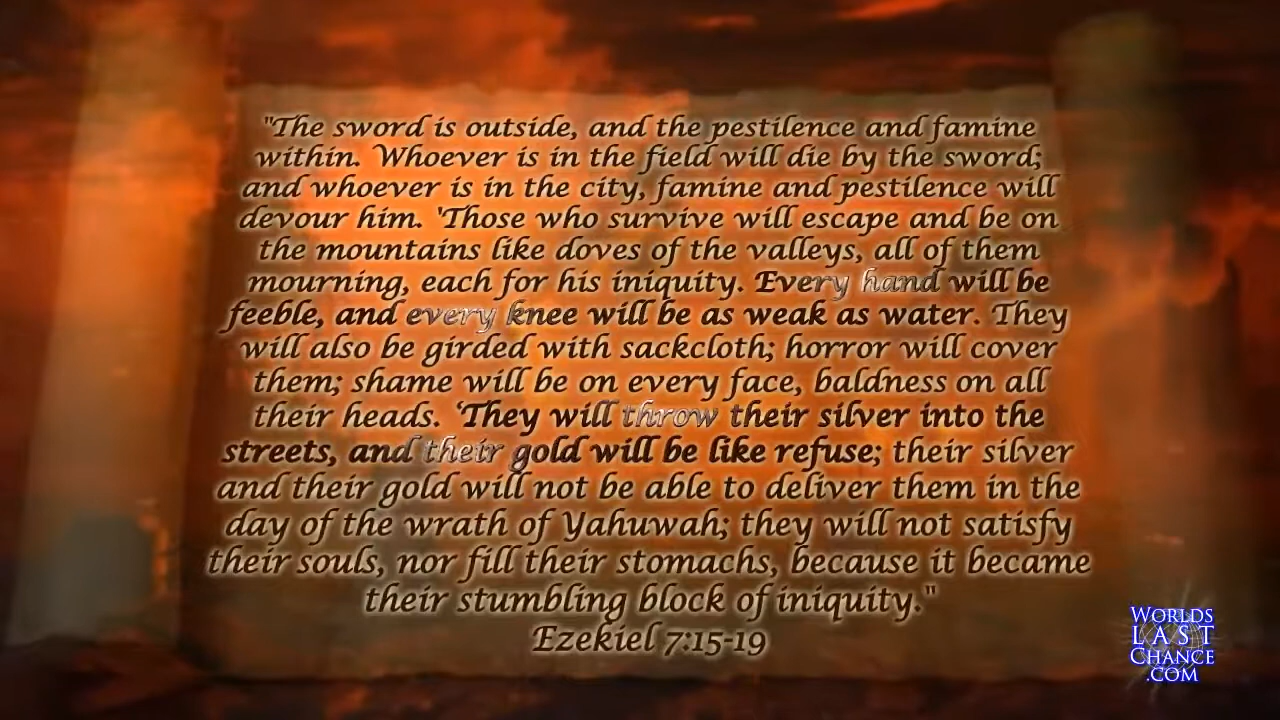 "The sword is outside, and the pestilence and famine
within. Whoever is in the field will die by the sword;
and whoever is in the city, famine and pestilence will
devour him. 'Those who survive will escape and be on
the mountains like doves of the valleys, all of them
mourning, each for his iniquity. Every hand will be
feeble, and every knee will be as weak as water. They
will also be girded with sackcloth; horror will cover
them; shame will be on every face, baldness on all
their heads. 'They will throw their silver into the
streets, and their gold will be like refuse; their silver
and their gold will not be able to deliver them in the
day of the wrath of Yahuwah; they will not satisfy
their souls, nor fill their stomachs, because it became
their stumbling block of iniquity."
Ezekiel 7:15-19
WORLDS
LAST
CHANCE
.COM